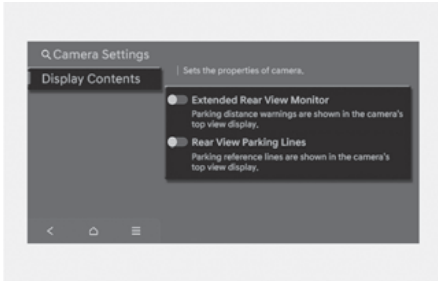 Camera Settings
Display Contents
Sets the properties of camera.
Extended Rear View Monitor
Parking distance warnings are shown in the camera's
top view display.
Rear View Parking Lines
Parking reference lines are shown in the camera's
top view display.